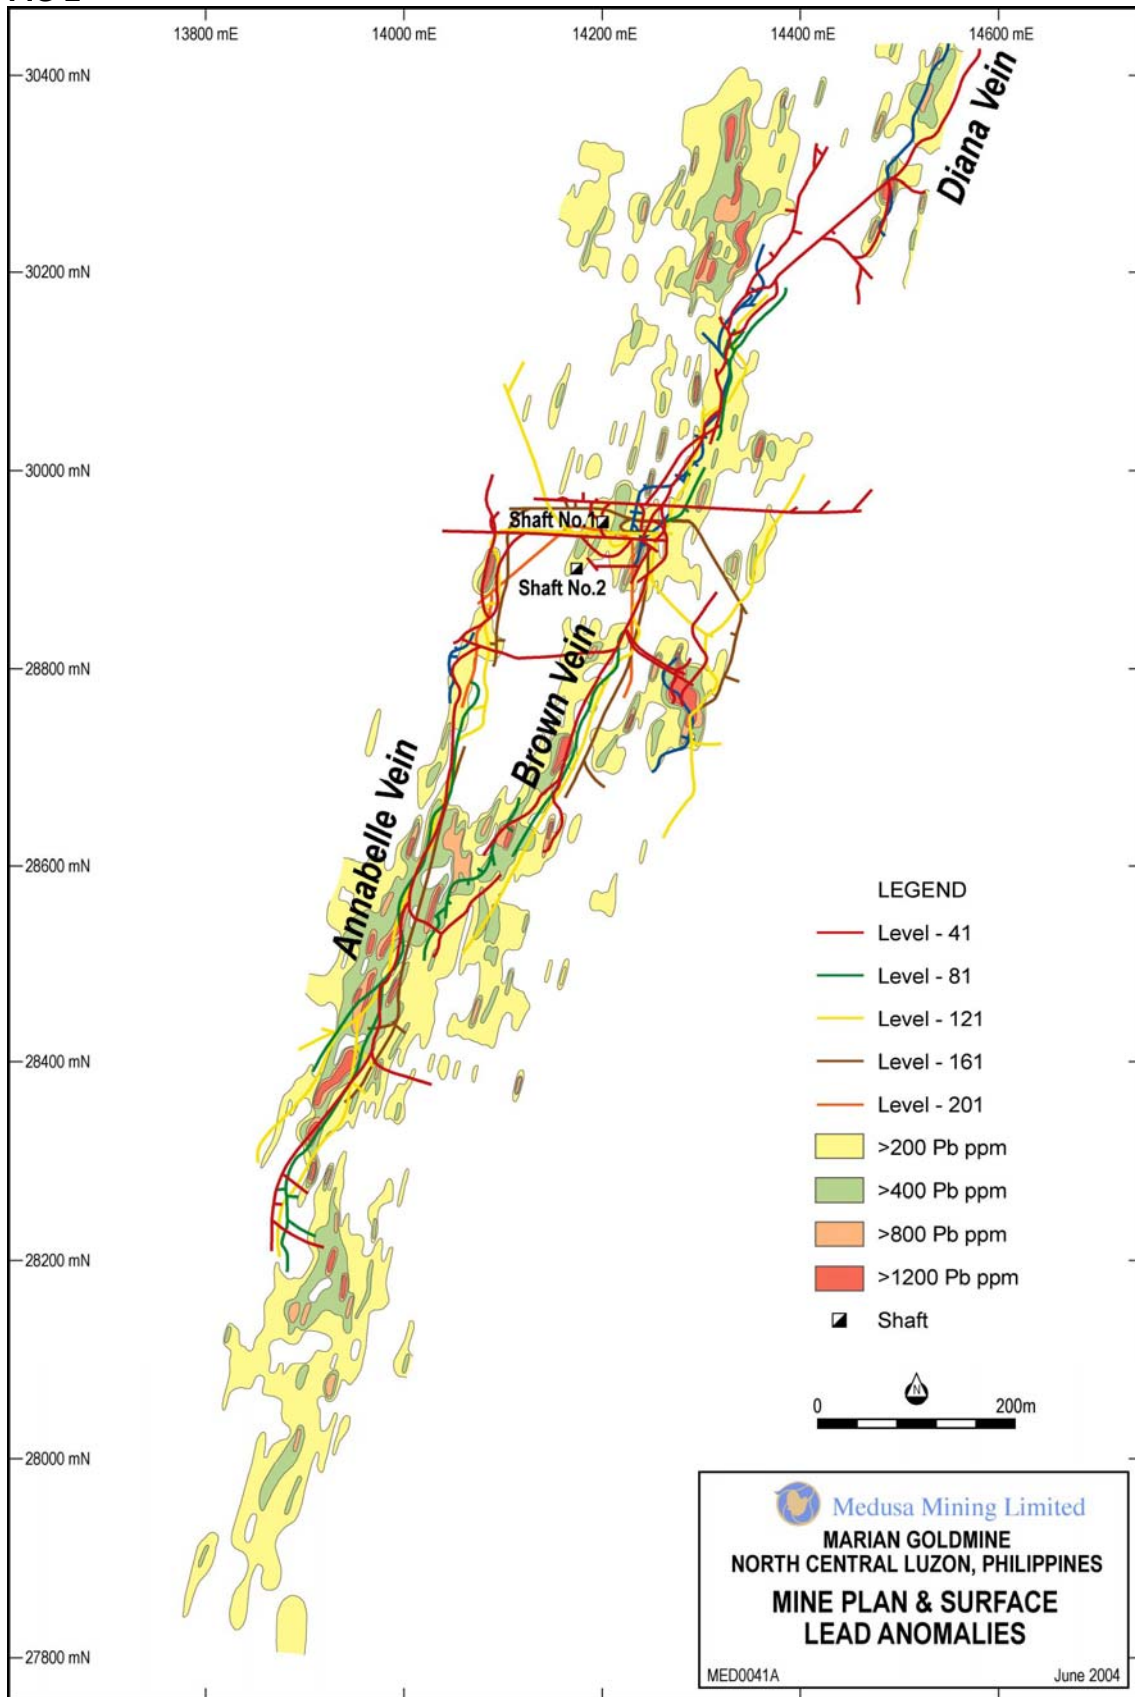 13800 mE
14000 mE
14200 mE
14400 mE
14600 mE
30400 mN
30200 mN
30000 mN
28800 mN
28600 mN
28400 mN
28200 mN
28000 mN
27800 mN
Diana Vein
Shaft No.1
Shaft No.2
Brown Vein
Annabelle Vein
LEGEND
Level - 41
Level - 81
Level - 121
Level - 161
Level - 201
>200 Pb ppm
>400 Pb ppm
>800 Pb ppm
>1200 Pb ppm
Shaft
N
0 200m
Medusa Mining Limited
MARIAN GOLDMINE
NORTH CENTRAL LUZON, PHILIPPINES
MINE PLAN & SURFACE
LEAD ANOMALIES
MED0041A June 2004